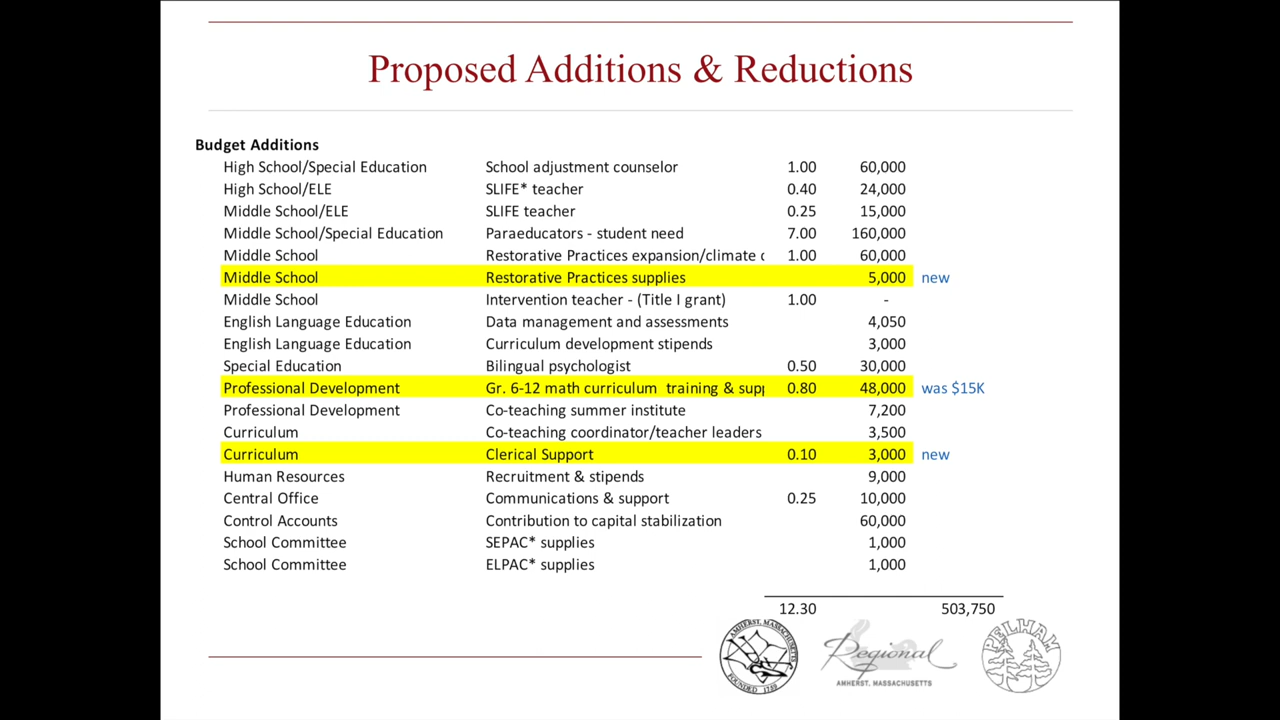 Proposed Additions & Reductions
Budget Additions
High School/Special Education School adjustment counselor 1.00 60,000
High School/ELE SLIFE* teacher 0.40 24,000
Middle School/ELE SLIFE teacher 0.25 15,000
Middle School/Special Education Paraeducators - student need 7.00 160,000
Middle School Restorative Practices expansion/climate 1.00 60,000
Middle School Restorative Practices supplies 5,000 new
Middle School Intervention teacher - (Title I grant) 1.00 -
English Language Education Data management and assessments 4,050
English Language Education Curriculum development stipends 3,000
Special Education Bilingual psychologist 0.50 30,000
Professional Development Gr. 6-12 math curriculum training & supp 0.80 48,000 was $15K
Professional Development Co-teaching summer institute 7,200
Curriculum Co-teaching coordinator/teacher leaders 3,500
Curriculum Clerical Support 0.10 3,000 new
Human Resources Recruitment & stipends 9,000
Central Office Communications & support 0.25 10,000
Control Accounts Contribution to capital stabilization 60,000
School Committee SEPAC* supplies 1,000
School Committee ELPAC* supplies 1,000
12.30 503,750
AMHERST, MASSACHUSETTS
FOUNDED 1759
Regional
AMHERST, MASSACHUSETTS
PELHAM